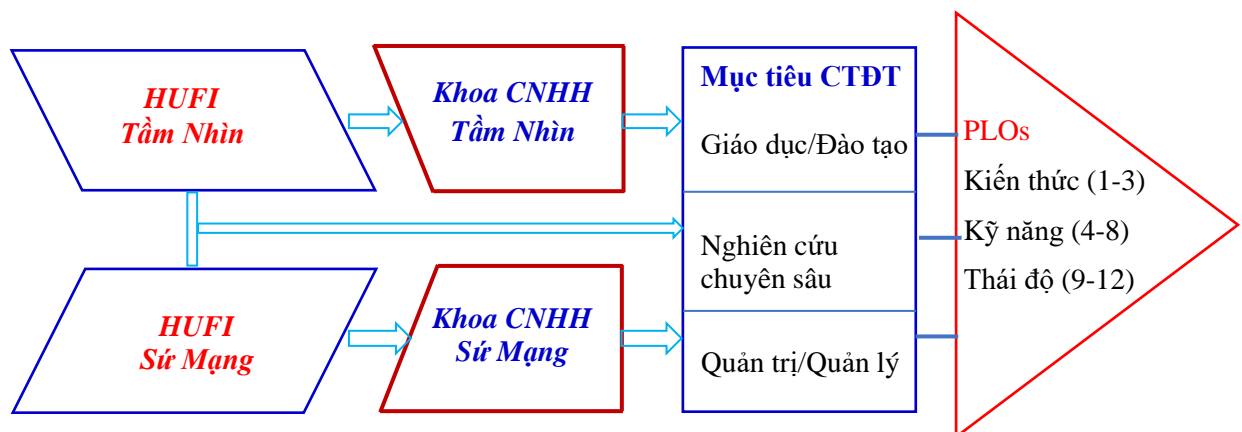 HUFI
Tầm Nhìn
Khoa CNHH
Tầm Nhìn
HUFI
Sứ Mạng
Khoa CNHH
Sứ Mạng
Mục tiêu CTĐT
Giáo dục/Đào tạo
Nghiên cứu
chuyên sâu
Quản trị/Quản lý
PLOs
Kiến thức (1-3)
Kỹ năng (4-8)
Thái độ (9-12)